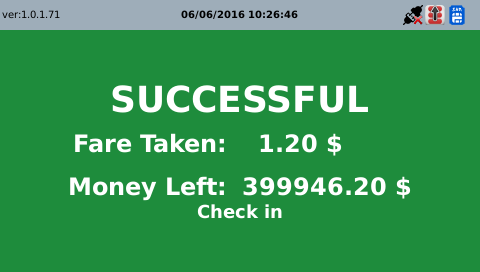 ver:1.0.1.71 06/06/2016 10:26:46
SUCCESSFUL
Fare Taken: 1.20 $
Money Left: 399946.20 $
Check in